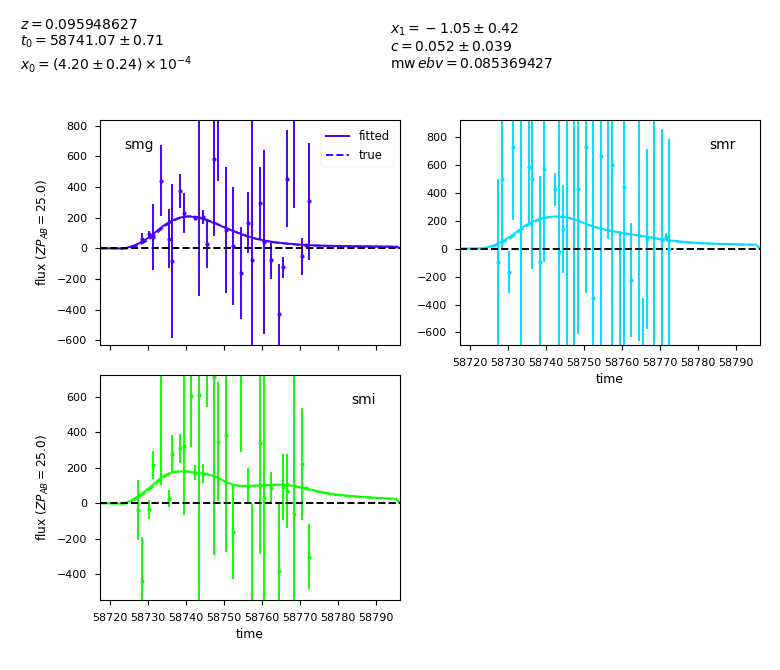 z = 0.095948627
t₀ = 58741.07 ± 0.71
x₀ = (4.20 ± 0.24) × 10⁻⁴
x₁ = −1.05 ± 0.42
c = 0.052 ± 0.039
mw ebv = 0.085369427
smg
fitted
true
800
600
400
200
0
−200
−400
−600
flux (ZP_AB = 25.0)
smr
800
600
400
200
0
−200
−400
−600
58720 58730 58740 58750 58760 58770 58780 58790
time
smi
600
400
200
0
−200
−400
flux (ZP_AB = 25.0)
58720 58730 58740 58750 58760 58770 58780 58790
time